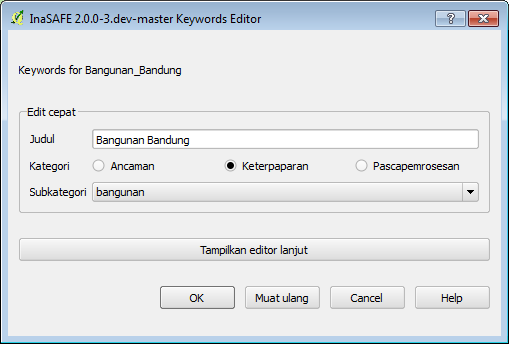 InaSAFE 2.0.0-3.dev-master Keywords Editor
Keywords for Bangunan_Bandung
Edit cepat
Judul Bangunan Bandung
Kategori Ancaman Keterpaparan Pascapemrosesan
Subkategori bangunan
Tampilkan editor lanjut
OK Muat ulang Cancel Help